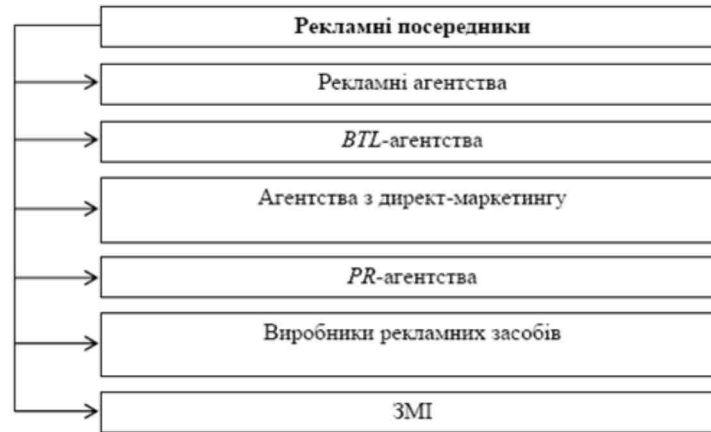 Рекламні посередники
Рекламні агентства
BTL-агентства
Агентства з директ-маркетингу
PR-агентства
Виробники рекламних засобів
ЗМІ